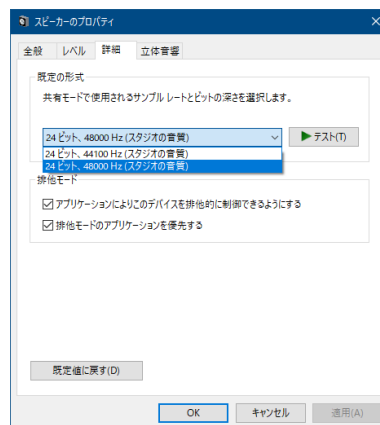 スピーカーのプロパティ
全般 レベル 詳細 立体音響
既定の形式
共有モードで使用されるサンプル レートとビットの深さを選択します。
24 ビット、48000 Hz (スタジオの音質)
テスト(T)
24 ビット、44100 Hz (スタジオの音質)
24 ビット、48000 Hz (スタジオの音質)
排他モード
アプリケーションによりこのデバイスを排他的に制御できるようにする
排他モードのアプリケーションを優先する
既定値に戻す(D)
OK キャンセル 適用(A)